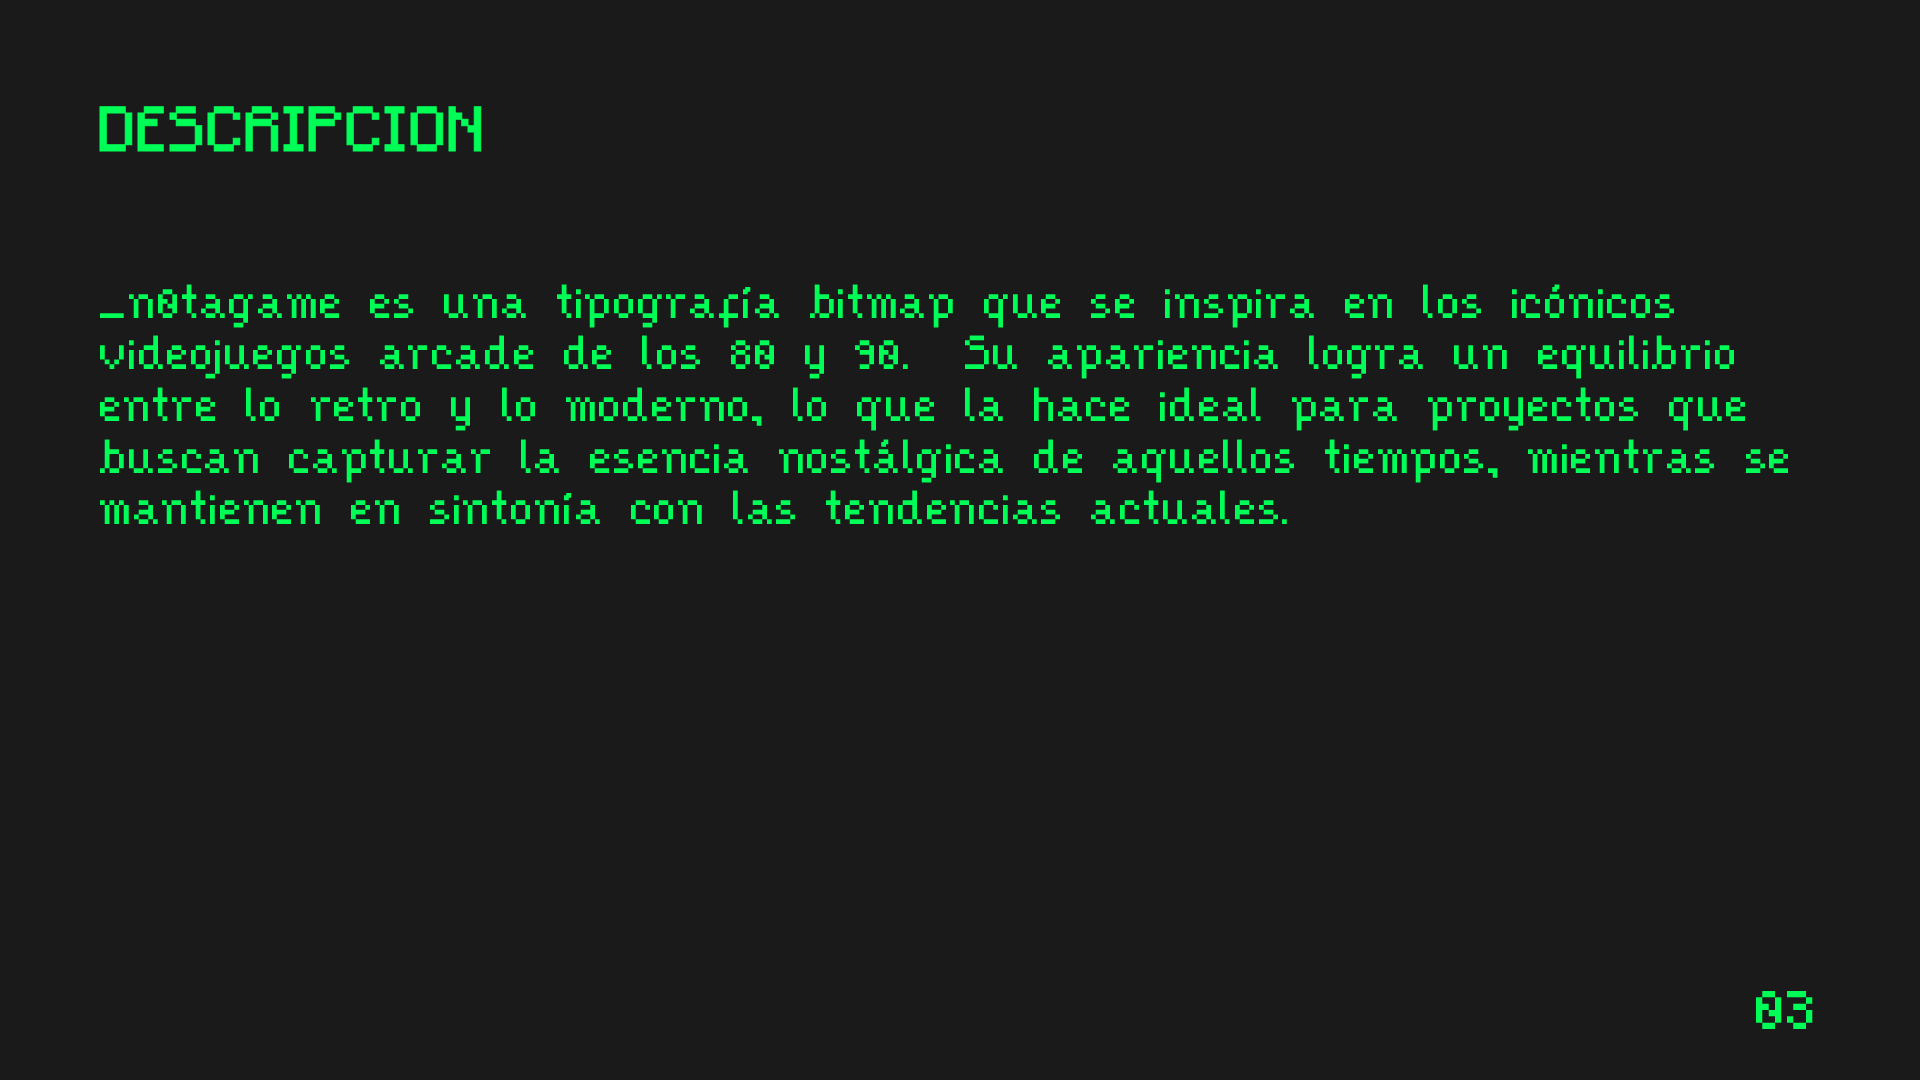 DESCRIPCION
_n0tagame es una tipografía bitmap que se inspira en los icónicos
videojuegos arcade de los 80 y 90.  Su apariencia logra un equilibrio
entre lo retro y lo moderno, lo que la hace ideal para proyectos que
buscan capturar la esencia nostálgica de aquellos tiempos, mientras se
mantienen en sintonía con las tendencias actuales.
03